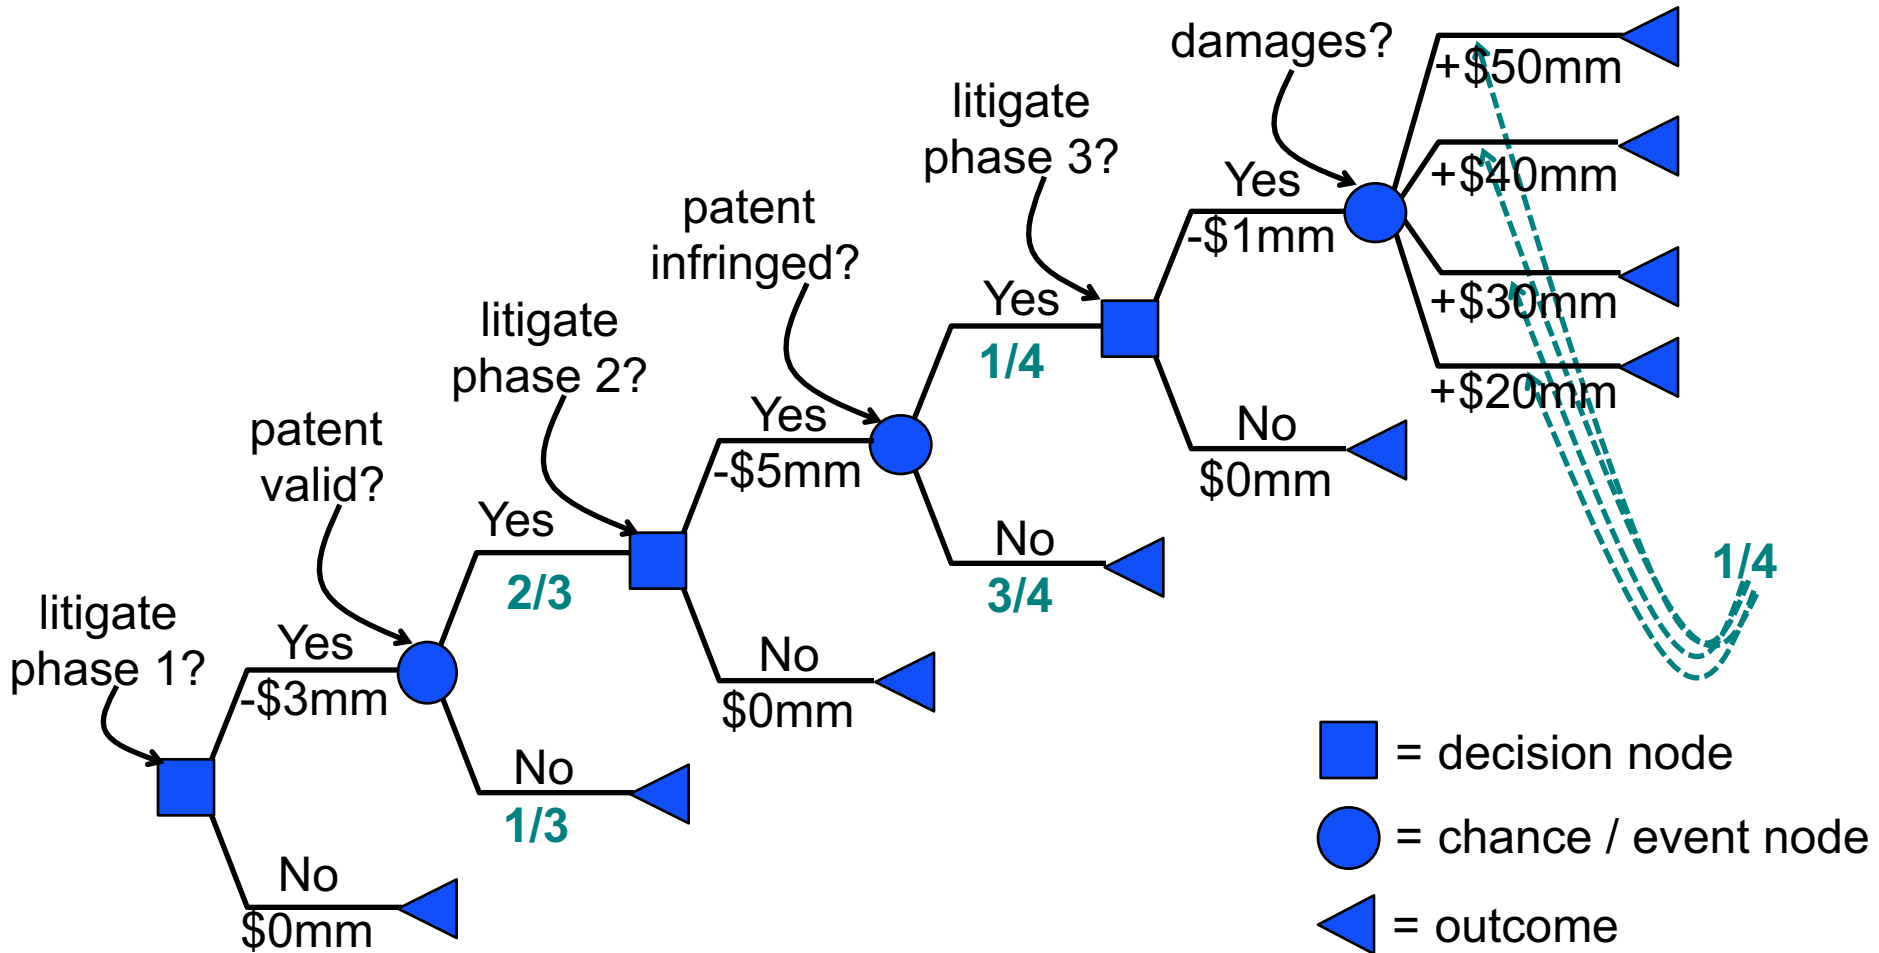 damages?
+$50mm
litigate
phase 3?
+$40mm
Yes
-$1mm
patent
infringed?
+$30mm
Yes
1/4
litigate
phase 2?
+$20mm
Yes
-$5mm
No
$0mm
patent
valid?
Yes
2/3
No
3/4
1/4
litigate
phase 1?
Yes
-$3mm
No
$0mm
No
1/3
No
$0mm
= decision node
= chance / event node
= outcome